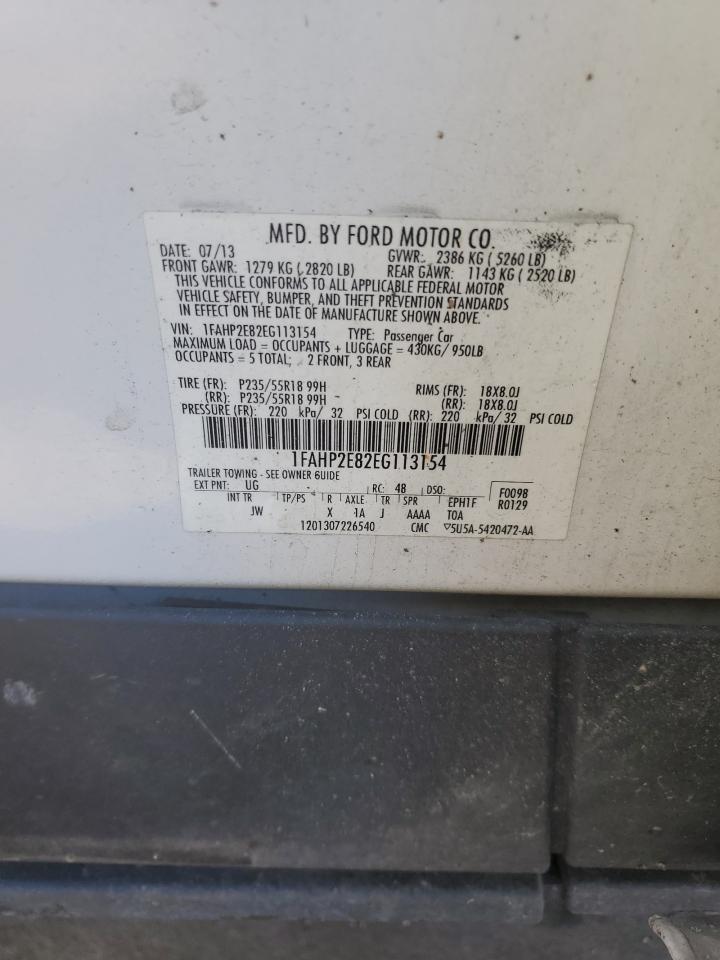 MFD. BY FORD MOTOR CO.
DATE: 07/13 GVWR: 2386 KG ( 5260 LB)
FRONT GAWR: 1279 KG ( 2820 LB) REAR GAWR: 1143 KG ( 2520 LB)
THIS VEHICLE CONFORMS TO ALL APPLICABLE FEDERAL MOTOR
VEHICLE SAFETY, BUMPER, AND THEFT PREVENTION STANDARDS
IN EFFECT ON THE DATE OF MANUFACTURE SHOWN ABOVE.
VIN: 1FAHP2E82EG113154 TYPE: Passenger Car
MAXIMUM LOAD = OCCUPANTS + LUGGAGE = 430KG/ 950LB
OCCUPANTS = 5 TOTAL; 2 FRONT, 3 REAR
TIRE (FR): P235/55R18 99H RIMS (FR): 18X8.0J
(RR): P235/55R18 99H (RR): 18X8.0J
PRESSURE (FR): 220 kPa/ 32 PSI COLD (RR): 220 kPa/ 32 PSI COLD
1FAHP2E82EG113154
TRAILER TOWING - SEE OWNER GUIDE
EXT PNT: UG RC: 48 DSO: F0098
INT TR TP/PS R AXLE TR SPR EPH1F R0129
JW X 1A J AAAA T0A
1201307226540 CMC 5U5A-5420472-AA